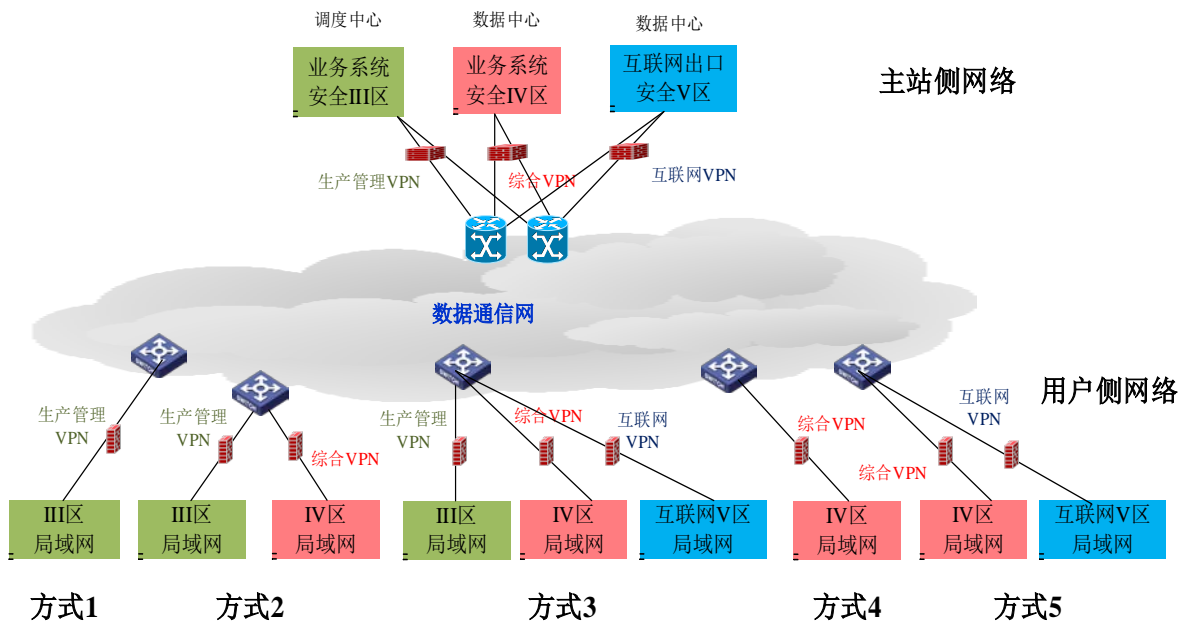 调度中心
数据中心
数据中心
业务系统
安全III区
业务系统
安全IV区
互联网出口
安全V区
主站侧网络
生产管理VPN
综合VPN
互联网VPN
数据通信网
用户侧网络
生产管理
VPN
生产管理
VPN
综合VPN
生产管理
VPN
综合VPN
互联网
VPN
综合VPN
综合VPN
互联网
VPN
III区
局域网
III区
局域网
IV区
局域网
III区
局域网
IV区
局域网
互联网V区
局域网
IV区
局域网
IV区
局域网
互联网V区
局域网
方式1
方式2
方式3
方式4
方式5